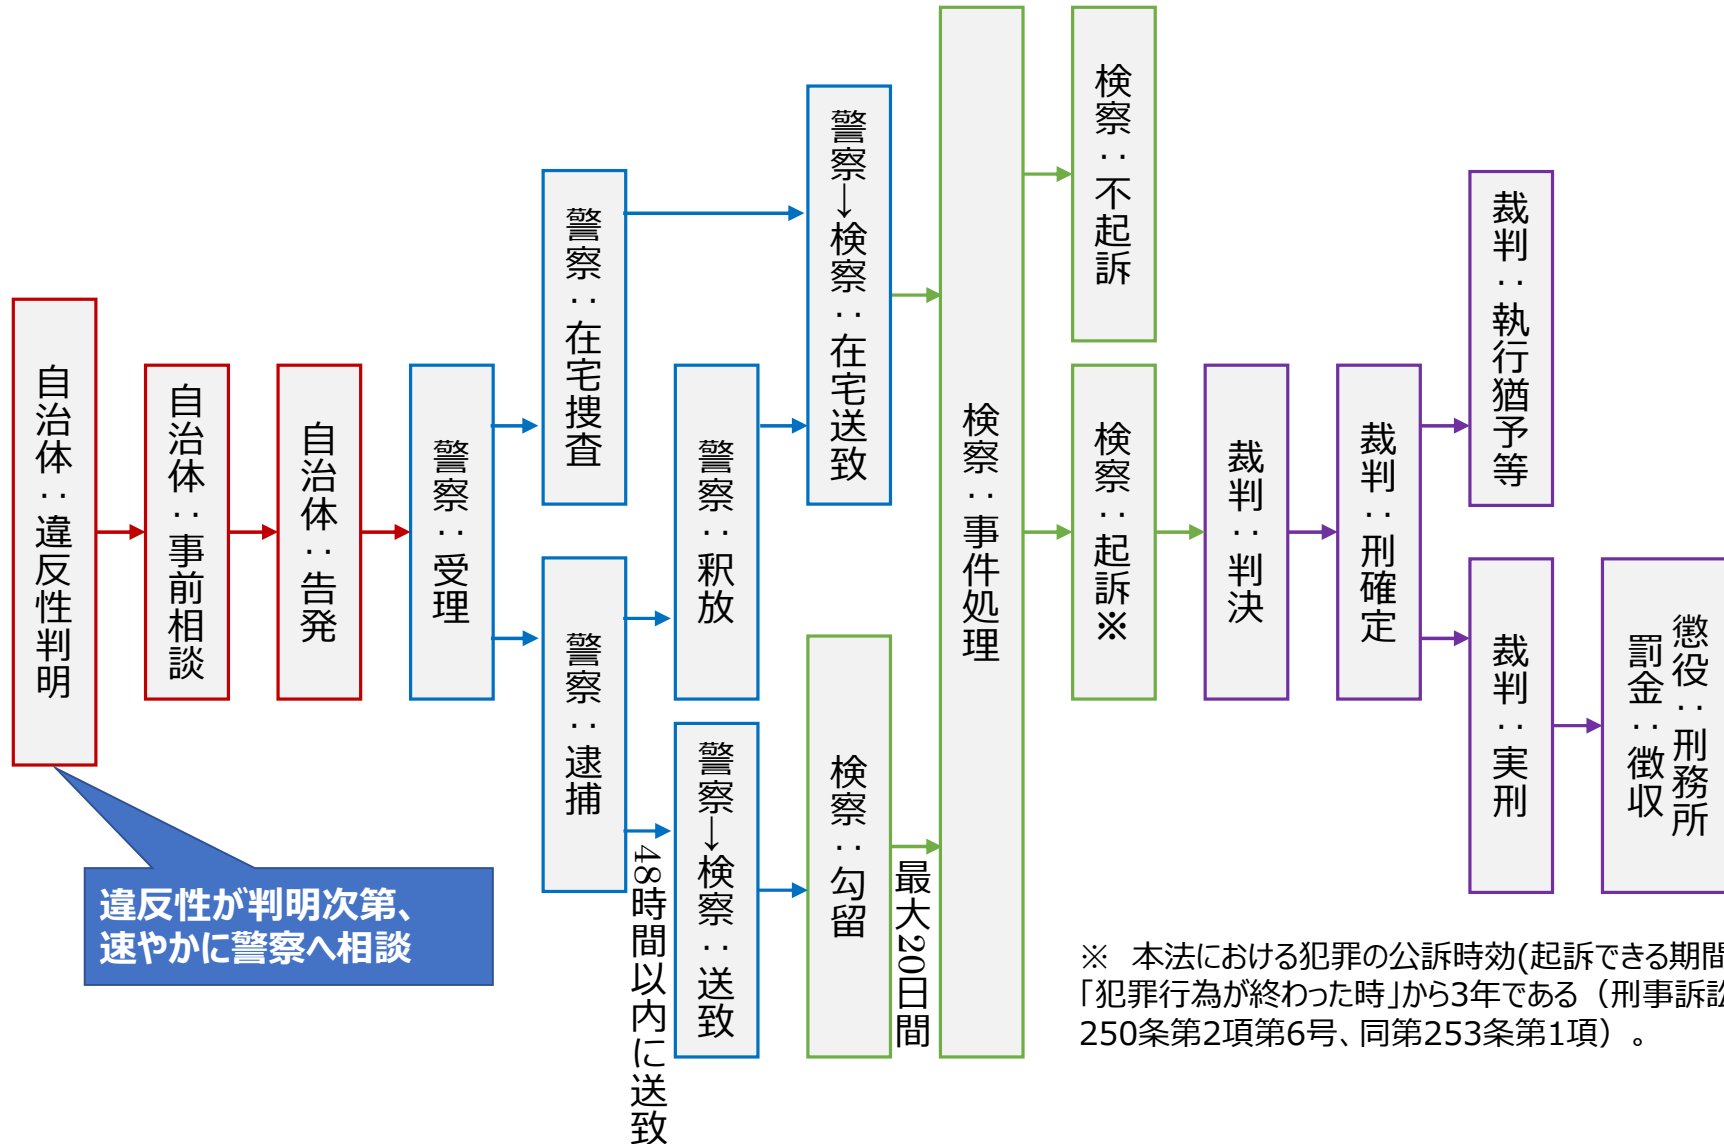 自治体：違反性判明
自治体：事前相談
自治体：告発
警察：受理
警察：在宅捜査
警察：逮捕
48時間以内に送致
警察：釈放
警察→検察：送致
警察→検察：在宅送致
検察：勾留
最大20日間
検察：事件処理
検察：不起訴
検察：起訴※
裁判：判決
裁判：刑確定
裁判：執行猶予等
裁判：実刑
懲役：刑務所
罰金：徴収
違反性が判明次第、
速やかに警察へ相談
※　本法における犯罪の公訴時効(起訴できる期間
「犯罪行為が終わった時」から3年である（刑事訴訟
250条第2項第6号、同第253条第1項）。